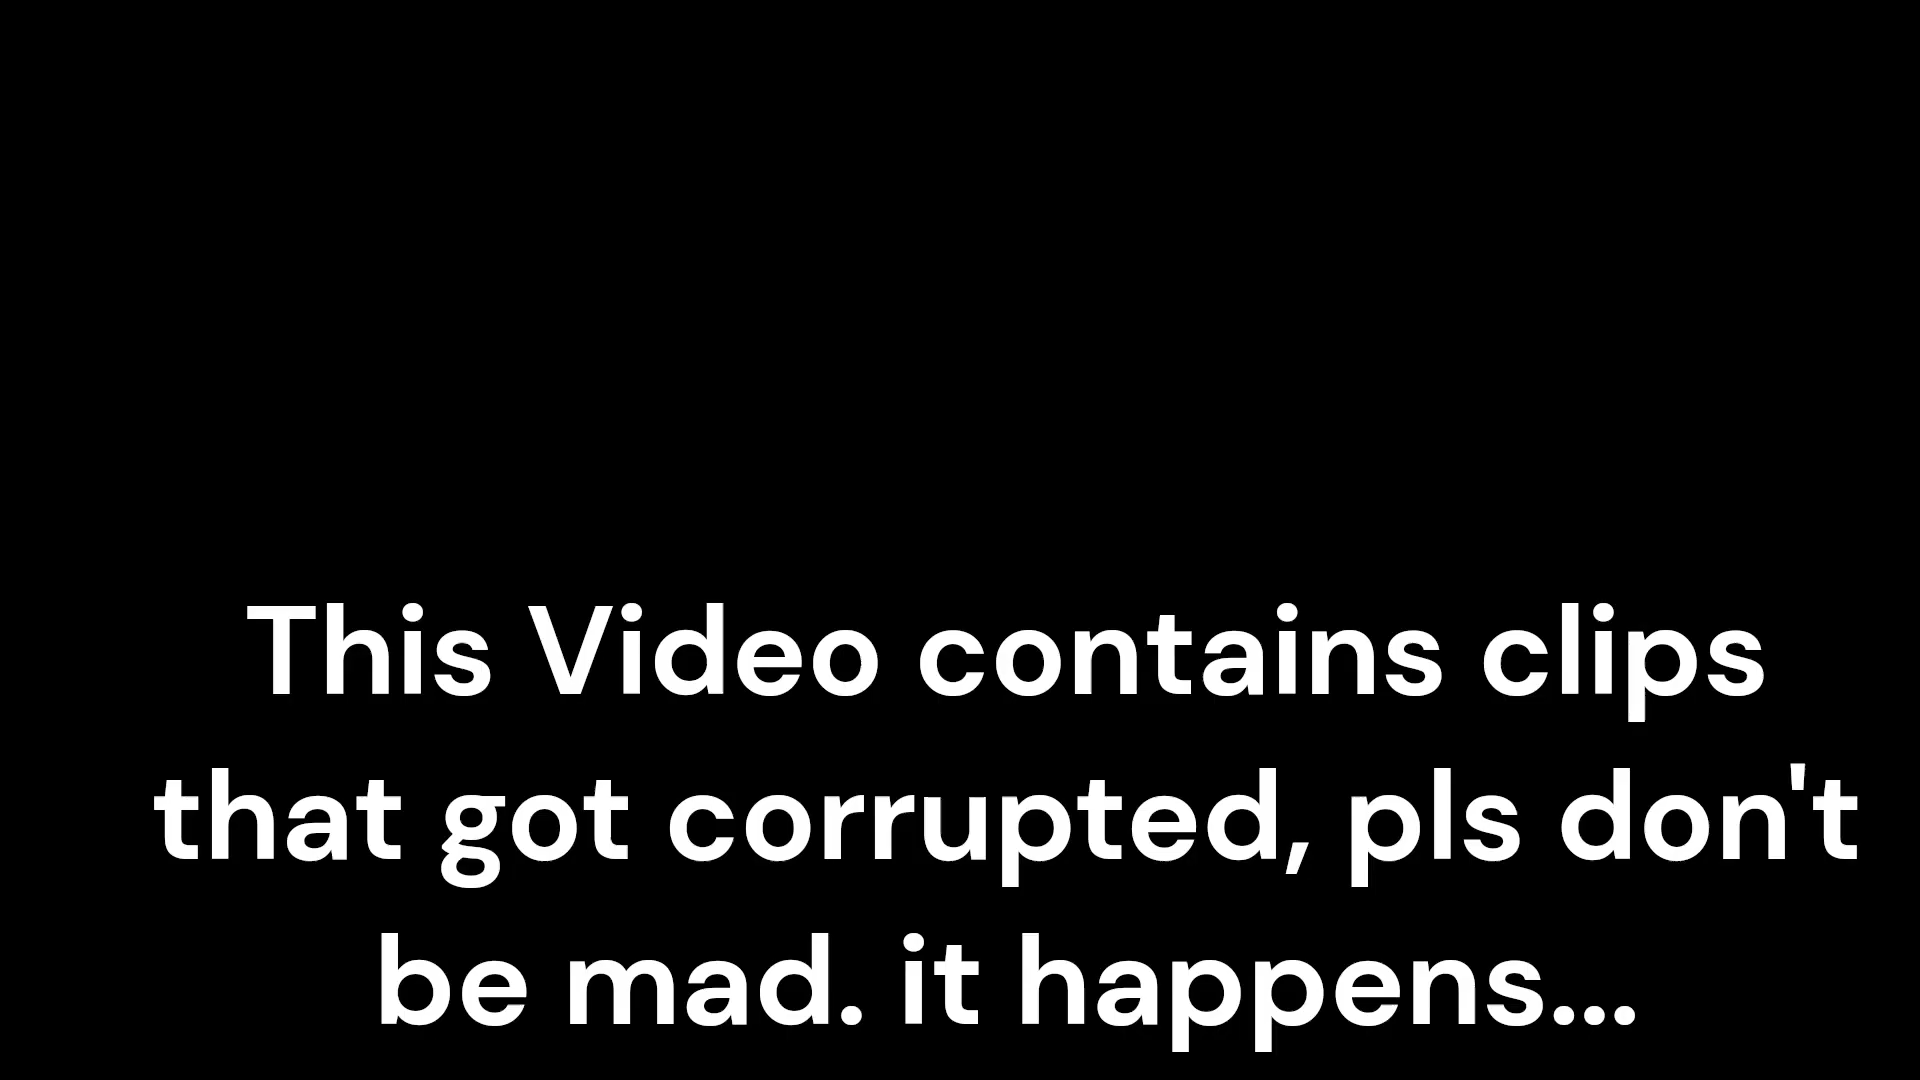 This Video contains clips
that got corrupted, pls don't
be mad. it happens...